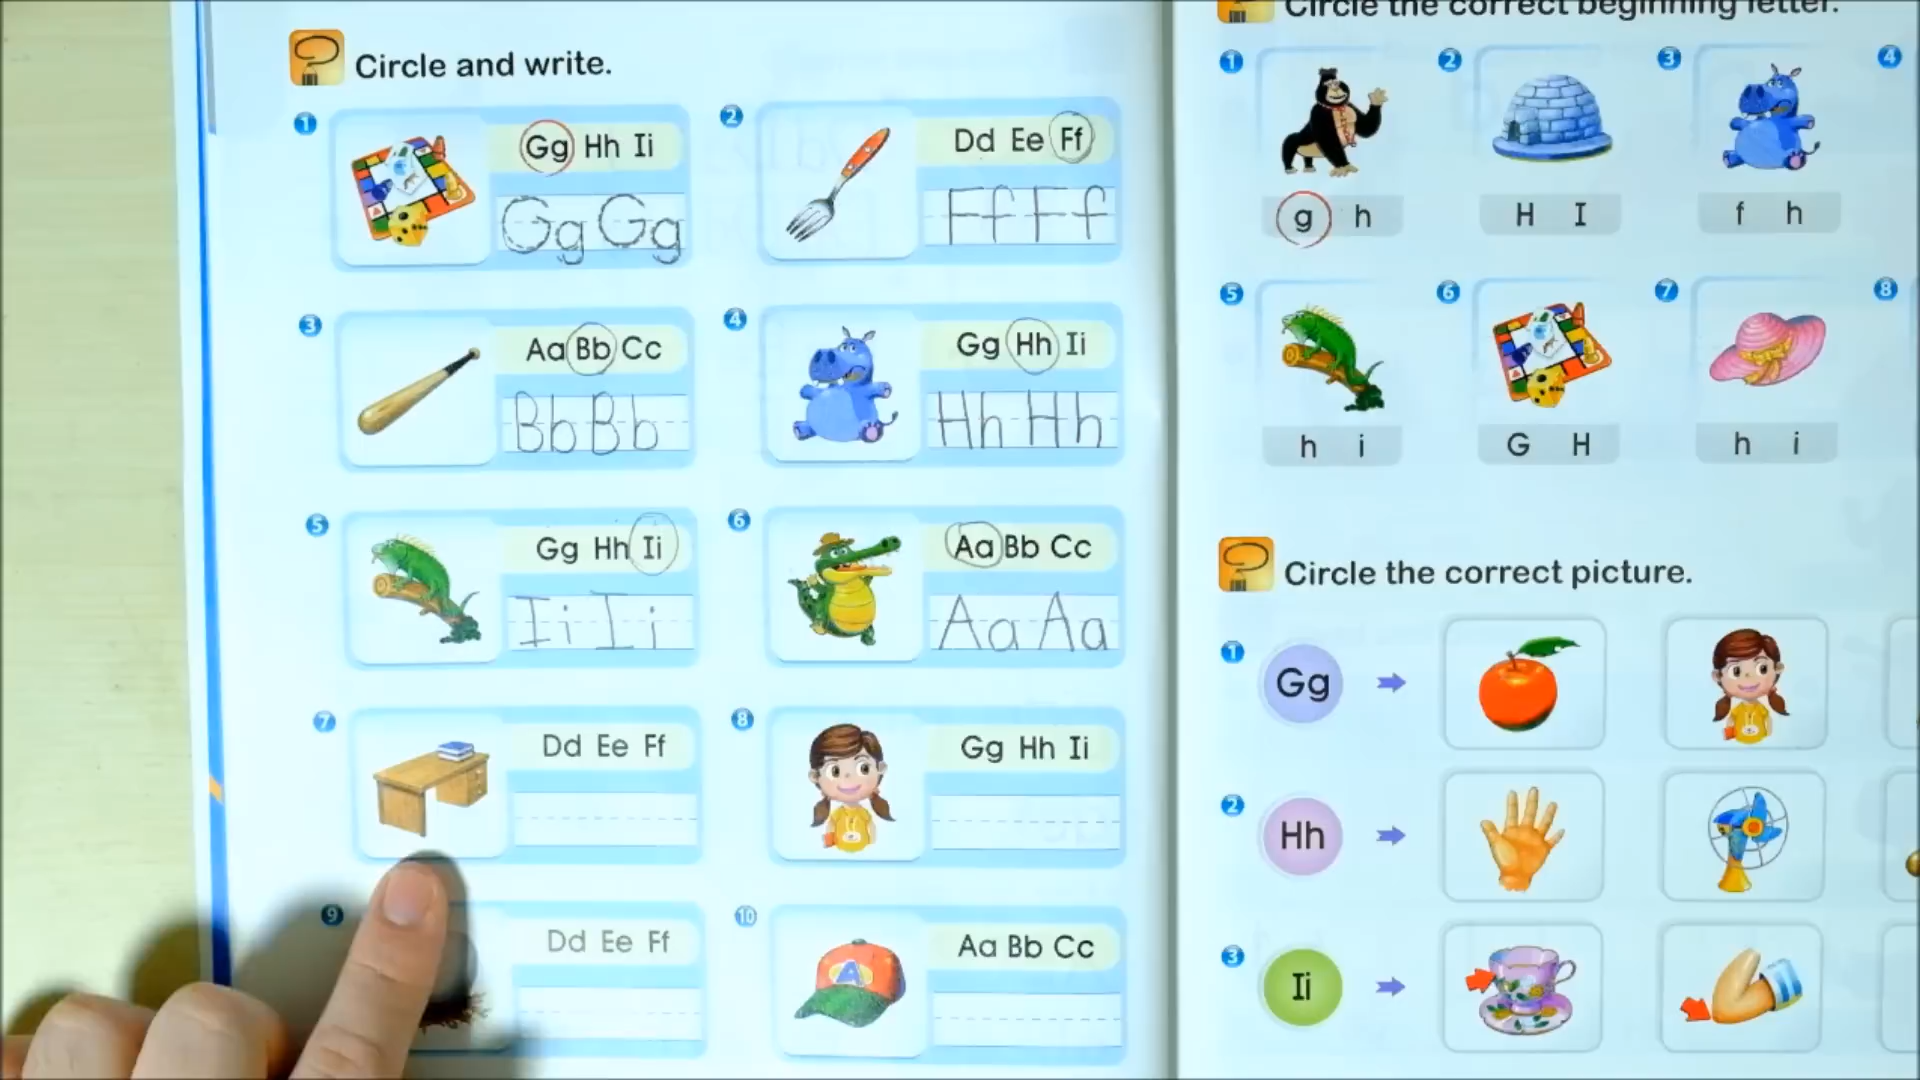 Circle and write.
1
Gg Hh Ii
Gg Gg
2
Dd Ee Ff
Ff Ff
3
Aa Bb Cc
Bb Bb
4
Gg Hh Ii
Hh Hh
5
Gg Hh Ii
Ii Ii
6
Aa Bb Cc
Aa Aa
7
Dd Ee Ff
8
Gg Hh Ii
9
Dd Ee Ff
10
A
Aa Bb Cc
Circle the correct beginning letter.
1
2
3
4
g h
H I
f h
5
6
7
8
h i
G H
h i
Circle the correct picture.
1
Gg
2
Hh
3
Ii